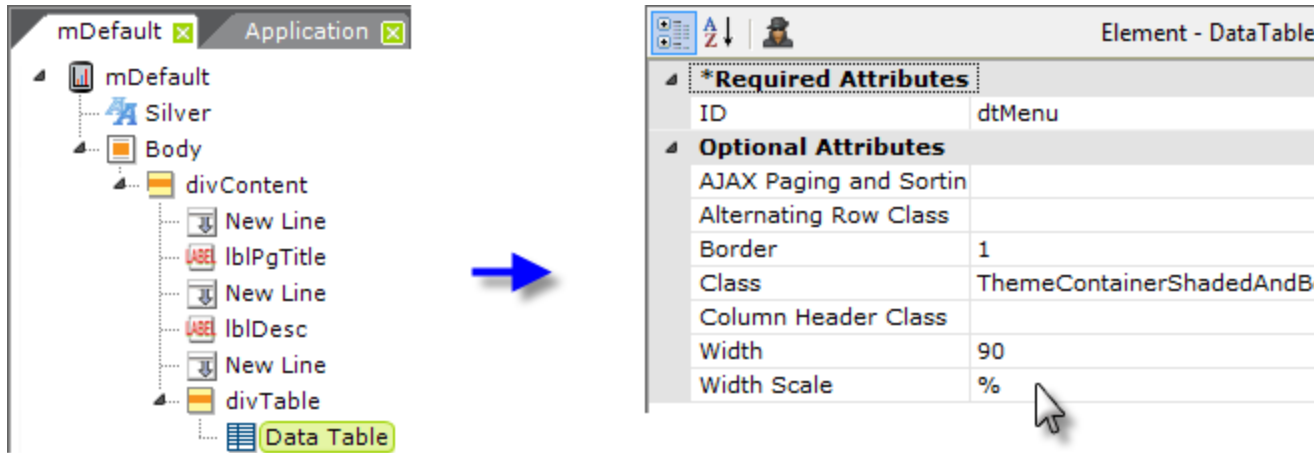 mDefault Application
mDefault
Silver
Body
divContent
New Line
LABEL lblPgTitle
New Line
LABEL lblDesc
New Line
divTable
Data Table
A Z Element - DataTable
*Required Attributes
ID dtMenu
Optional Attributes
AJAX Paging and Sortin
Alternating Row Class
Border 1
Class ThemeContainerShadedAndB
Column Header Class
Width 90
Width Scale %